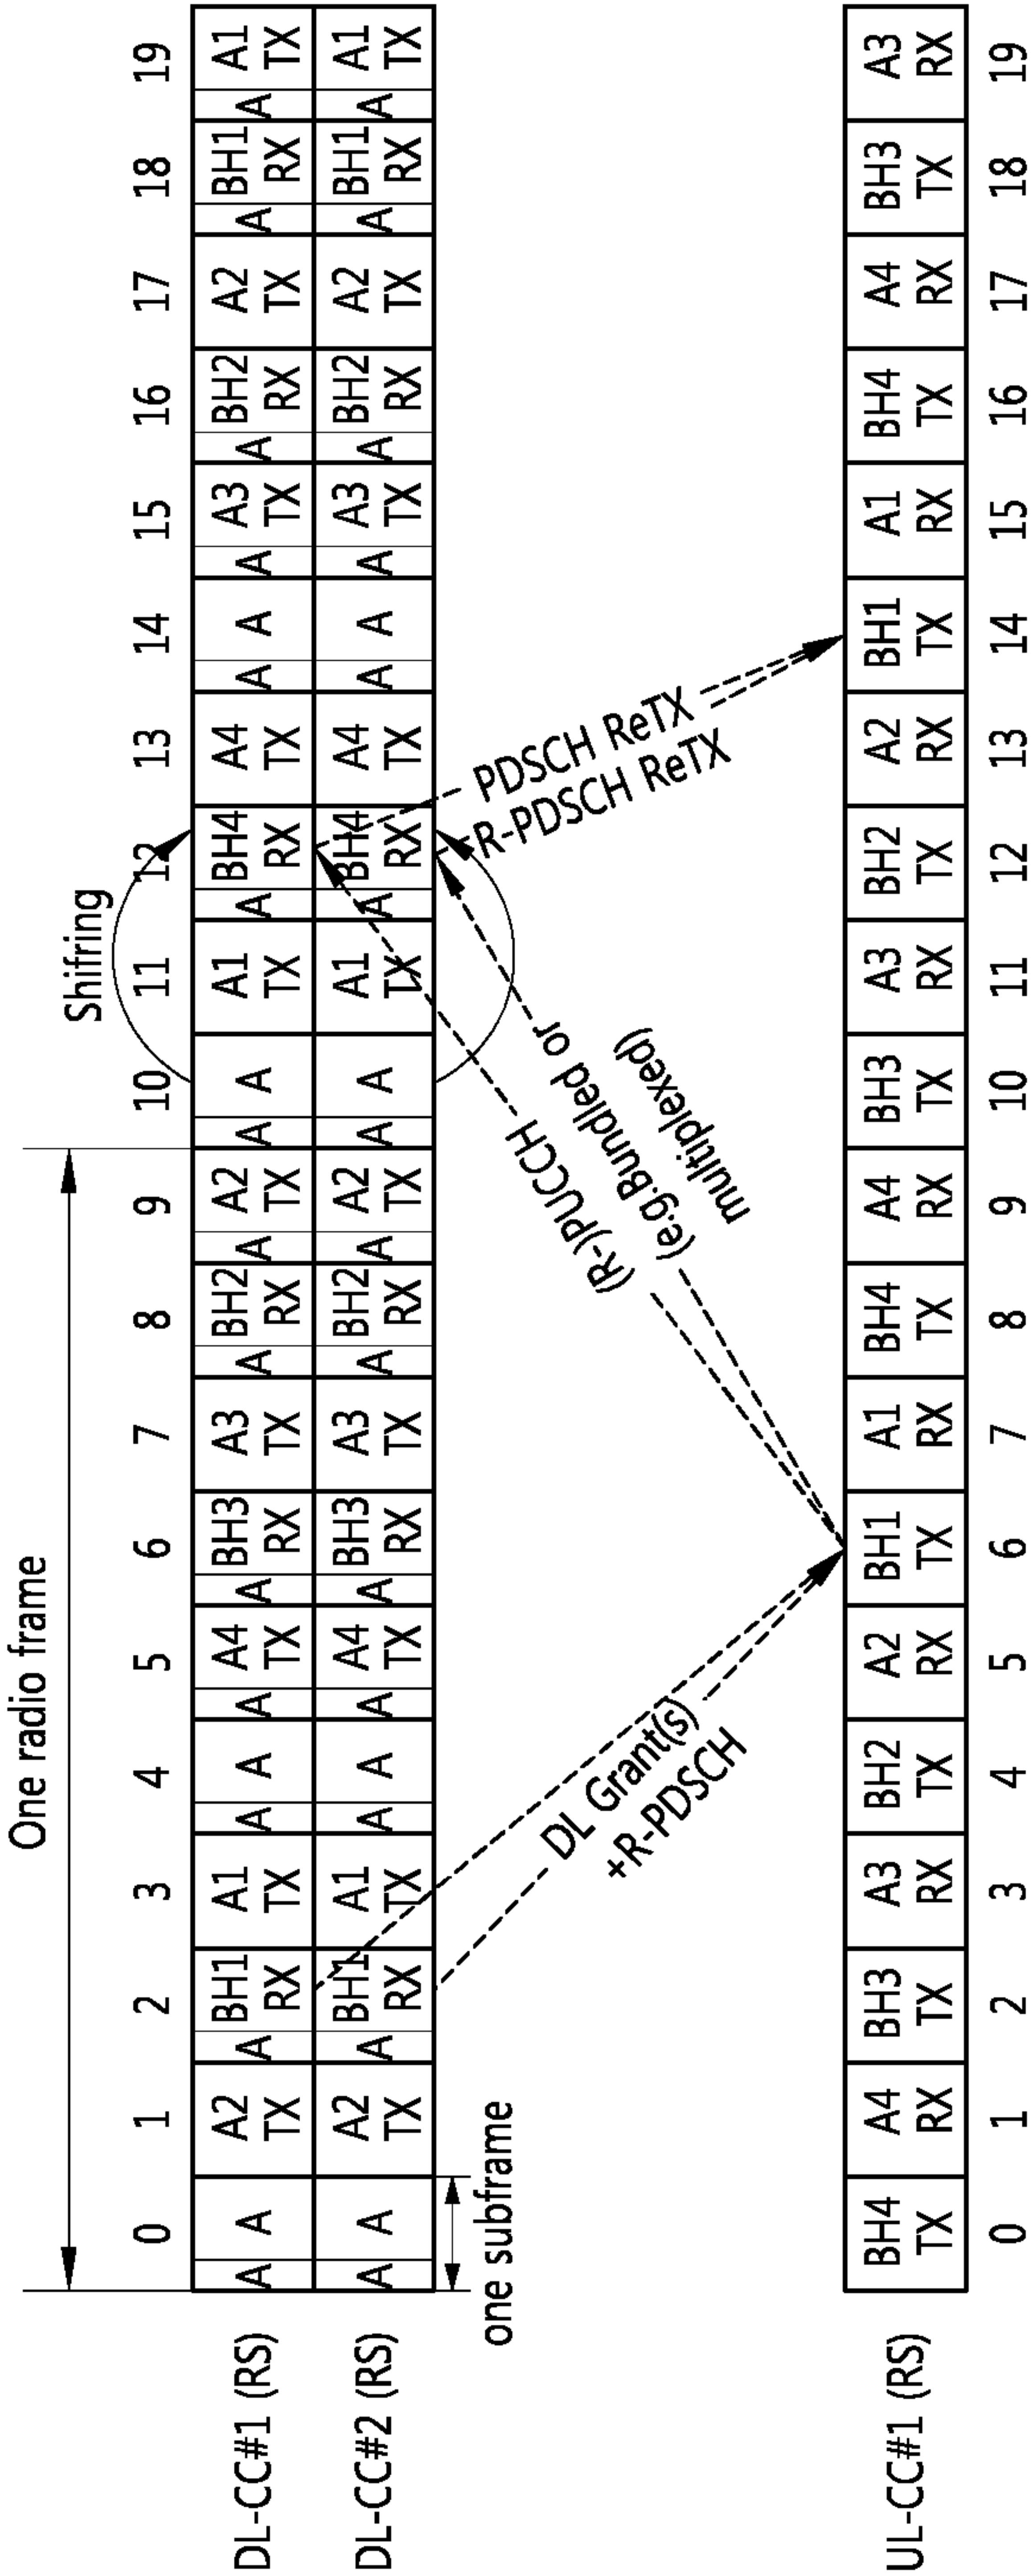 One radio frame
Shifring
0 1 2 3 4 5 6 7 8 9 10 11 12 13 14 15 16 17 18 19
DL-CC#1 (RS)
A A
A2 TX
A BH1 RX
A1 TX
A A
A A4 TX
A BH3 RX
A3 TX
A BH2 RX
A A2 TX
A A
A1 TX
A BH4 RX
A4 TX
A A
A A3 TX
A BH2 RX
A2 TX
A BH1 RX
A A1 TX
DL-CC#2 (RS)
A A
A2 TX
A BH1 RX
A1 TX
A A
A A4 TX
A BH3 RX
A3 TX
A BH2 RX
A A2 TX
A A
A1 TX
A BH4 RX
A4 TX
A A
A A3 TX
A BH2 RX
A2 TX
A BH1 RX
A A1 TX
one subframe
DL Grant(s)
+R-PDSCH
(R-)PUCCH
(e.g.Bundled or
multiplexed)
PDSCH ReTX
R-PDSCH ReTX
UL-CC#1 (RS)
BH4 TX
A4 RX
BH3 TX
A3 RX
BH2 TX
A2 RX
BH1 TX
A1 RX
BH4 TX
A4 RX
BH3 TX
A3 RX
BH2 TX
A2 RX
BH1 TX
A1 RX
BH4 TX
A4 RX
BH3 TX
A3 RX
0 1 2 3 4 5 6 7 8 9 10 11 12 13 14 15 16 17 18 19